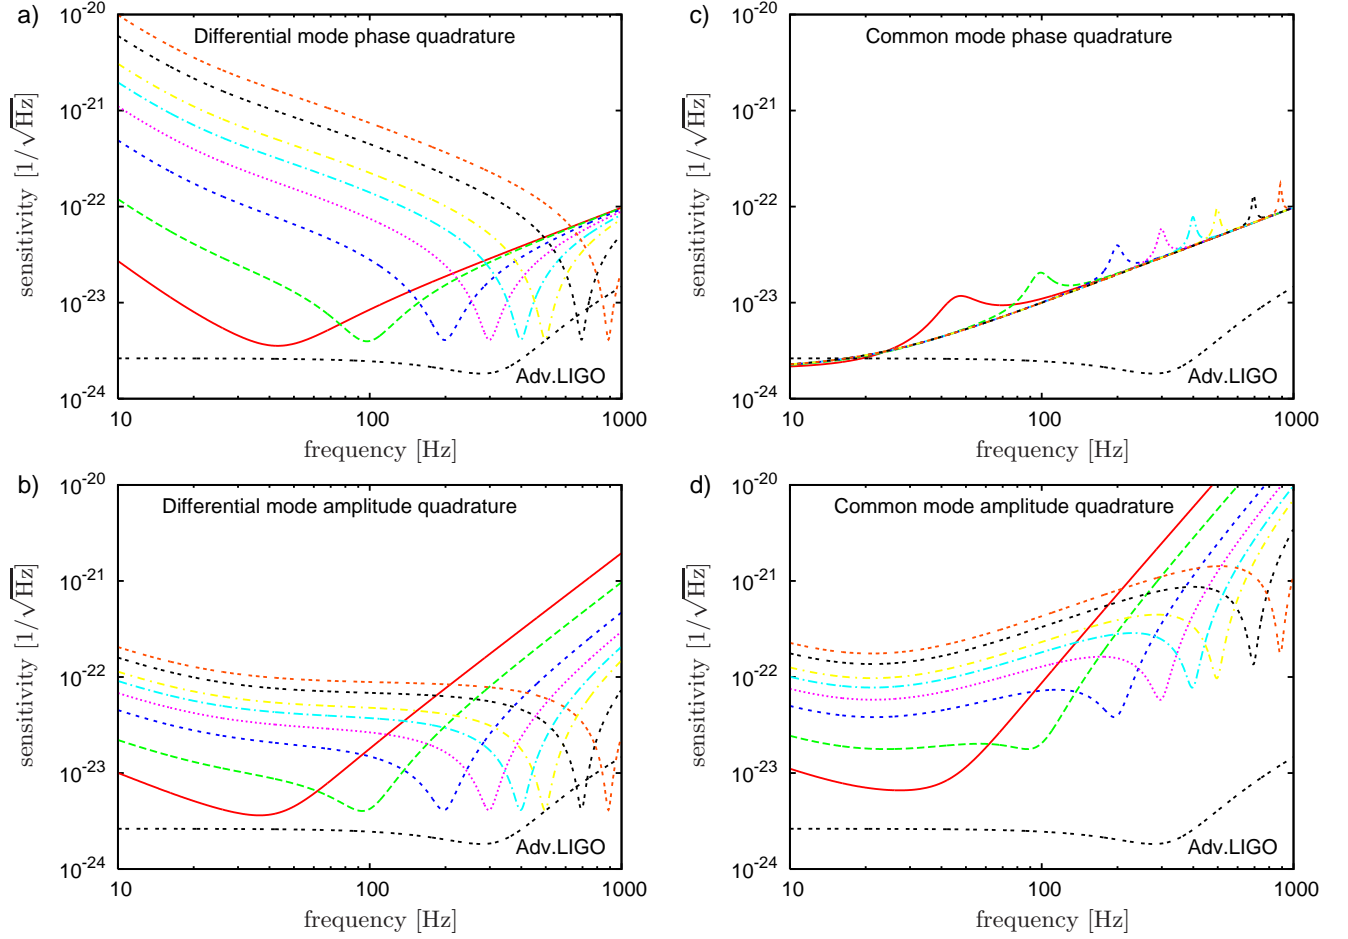 a)
Differential mode phase quadrature
sensitivity [1/√Hz]
10^-20
10^-21
10^-22
10^-23
10^-24
Adv.LIGO
10 100 1000
frequency [Hz]
c)
Common mode phase quadrature
sensitivity [1/√Hz]
10^-20
10^-21
10^-22
10^-23
10^-24
Adv.LIGO
10 100 1000
frequency [Hz]
b)
Differential mode amplitude quadrature
sensitivity [1/√Hz]
10^-20
10^-21
10^-22
10^-23
10^-24
Adv.LIGO
10 100 1000
frequency [Hz]
d)
Common mode amplitude quadrature
sensitivity [1/√Hz]
10^-20
10^-21
10^-22
10^-23
10^-24
Adv.LIGO
10 100 1000
frequency [Hz]